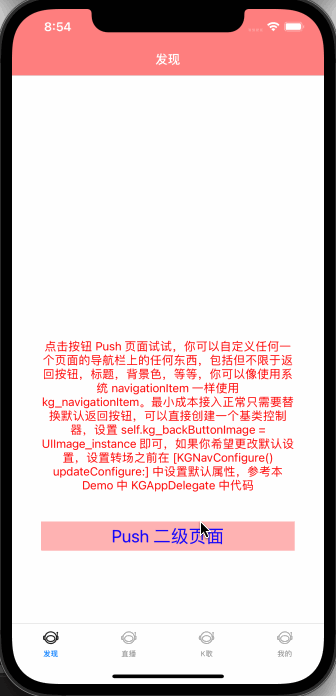 8:54
发现
点击按钮 Push 页面试试，你可以自定义任何一
个页面的导航栏上的任何东西，包括但不限于返
回按钮，标题，背景色，等等，你可以像使用系
统 navigationItem 一样使用
kg_navigationItem。最小成本接入正常只需要替
换默认返回按钮，可以直接创建一个基类控制
器，设置 self.kg_backButtonImage =
UIImage_instance 即可，如果你希望更改默认设
置，设置转场之前在 [KGNavConfigure()
updateConfigure:] 中设置默认属性，参考本
Demo 中 KGAppDelegate 中代码
Push 二级页面
发现 直播 K歌 我的